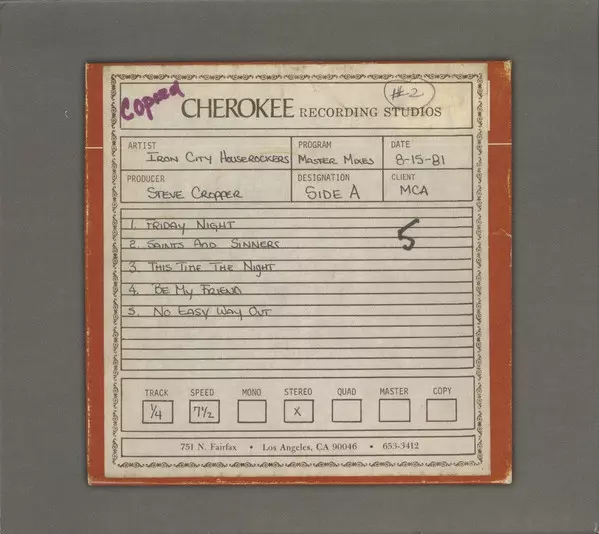 Copied
#-2
CHEROKEE RECORDING STUDIOS
ARTIST
Iron City Houserockers
PROGRAM
Master Mixes
DATE
8-15-81
PRODUCER
Steve Cropper
DESIGNATION
SIDE A
CLIENT
MCA
1. Friday Night
2. Saints And Sinners
3. This Time The Night
4. Be My Friend
5. No Easy Way Out
5
TRACK SPEED MONO STEREO QUAD MASTER COPY
1/4 7 1/2 X
751 N. Fairfax • Los Angeles, CA 90046 • 653-3412